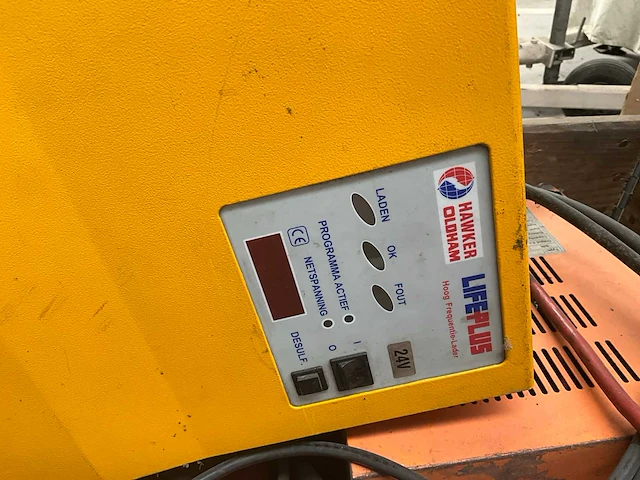 HAWKER
OLDHAM
LIFEPLUS
Hoog Frequentie-Lader
LADEN
OK
FOUT
PROGRAMMA ACTIEF
NETSPANNING
CE
I
O
24V
DESULF.